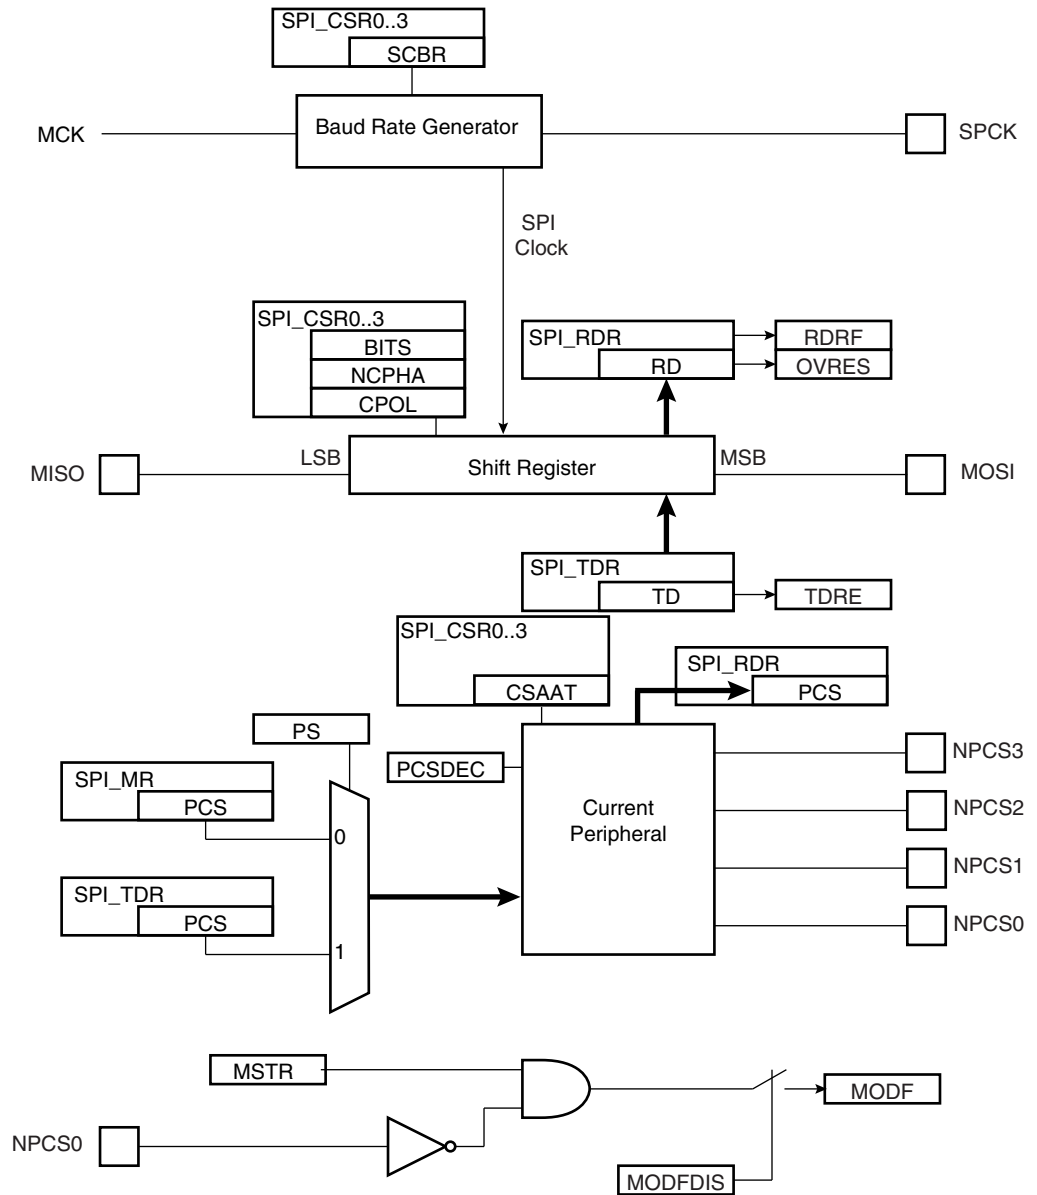 SPI_CSR0..3
SCBR
MCK
Baud Rate Generator
SPCK
SPI
Clock
SPI_CSR0..3
BITS
NCPHA
CPOL
SPI_RDR
RD
RDRF
OVRES
MISO
LSB
Shift Register
MSB
MOSI
SPI_TDR
TD
TDRE
SPI_CSR0..3
CSAAT
SPI_RDR
PCS
PS
PCSDEC
SPI_MR
PCS
0
Current
Peripheral
NPCS3
NPCS2
NPCS1
NPCS0
SPI_TDR
PCS
1
MSTR
MODF
NPCS0
MODFDIS